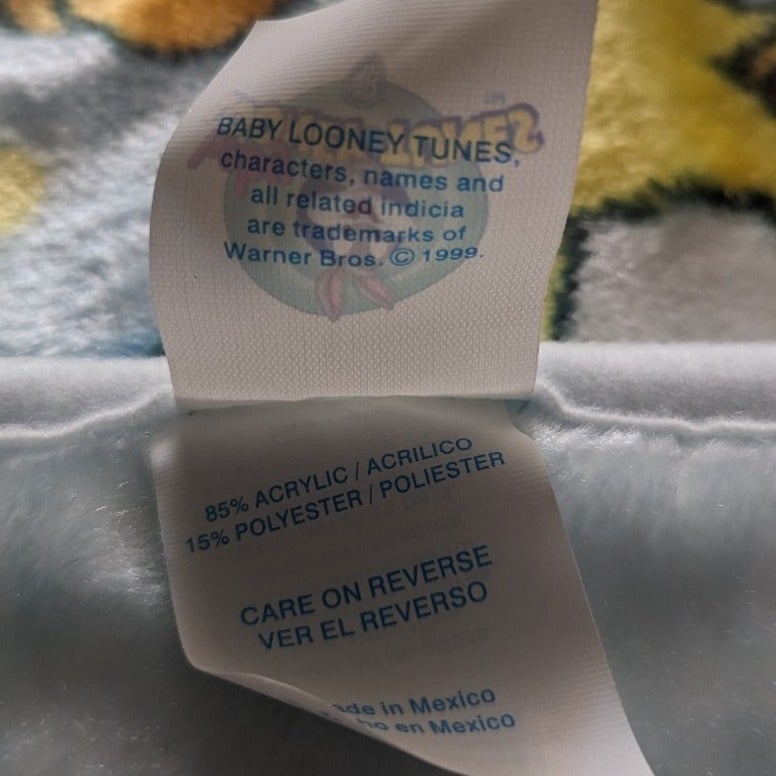 BABY LOONEY TUNES,
characters, names and
all related indicia
are trademarks of
Warner Bros. © 1999.
85% ACRYLIC / ACRILICO
15% POLYESTER / POLIESTER
CARE ON REVERSE
VER EL REVERSO
in Mexico
en Mexico